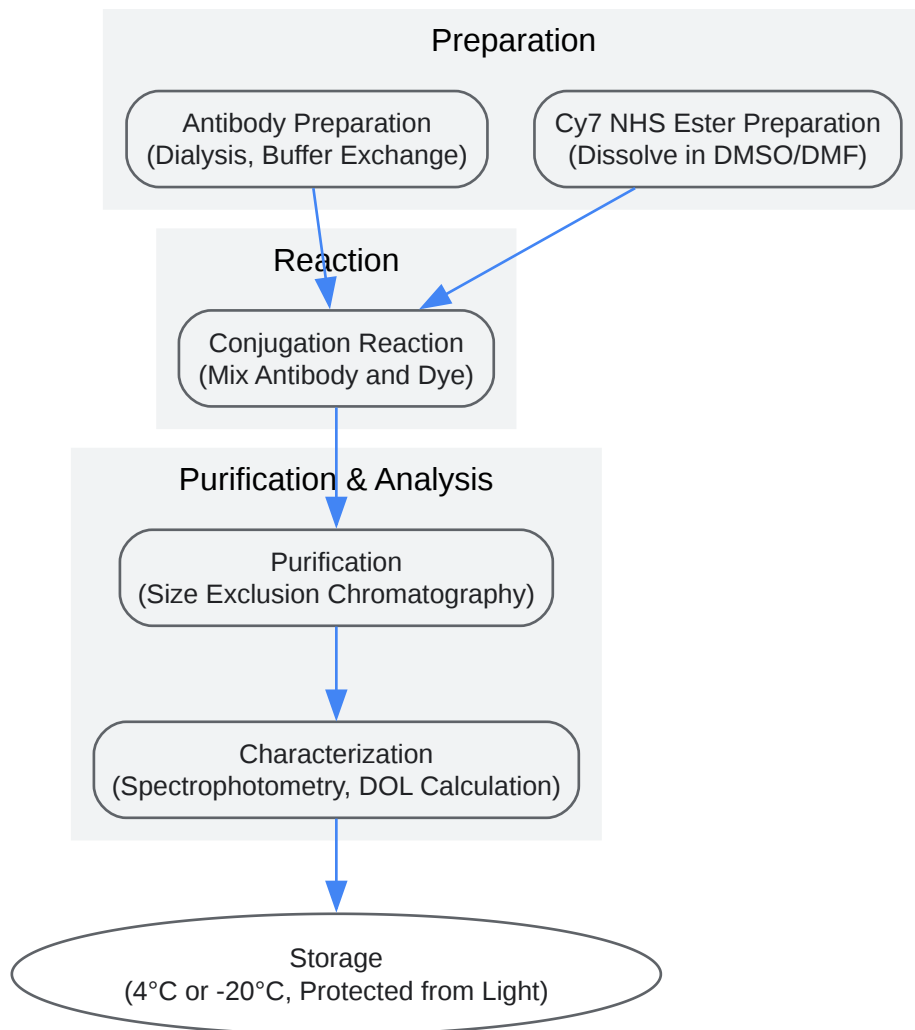 Preparation
Antibody Preparation
(Dialysis, Buffer Exchange)
Cy7 NHS Ester Preparation
(Dissolve in DMSO/DMF)
Reaction
Conjugation Reaction
(Mix Antibody and Dye)
Purification & Analysis
Purification
(Size Exclusion Chromatography)
Characterization
(Spectrophotometry, DOL Calculation)
Storage
(4°C or -20°C, Protected from Light)